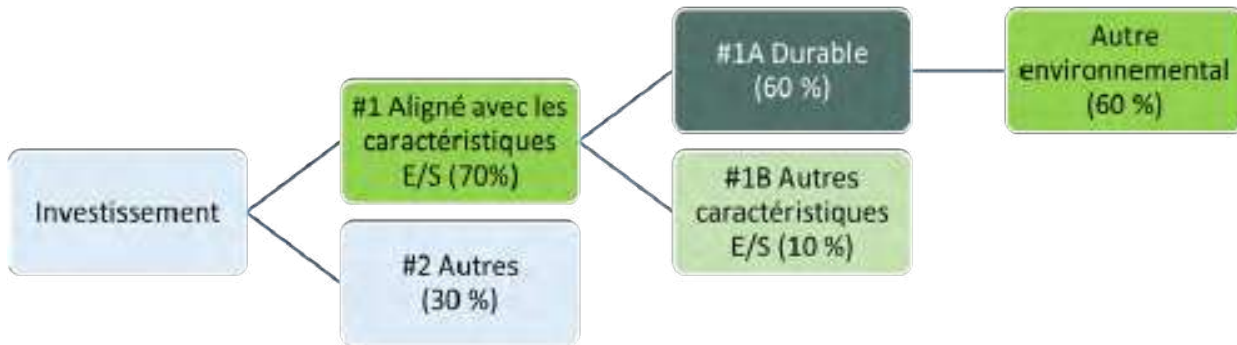 Investissement
#1 Aligné avec les
caractéristiques
E/S (70%)
#2 Autres
(30 %)
#1A Durable
(60 %)
#1B Autres
caractéristiques
E/S (10 %)
Autre
environnemental
(60 %)